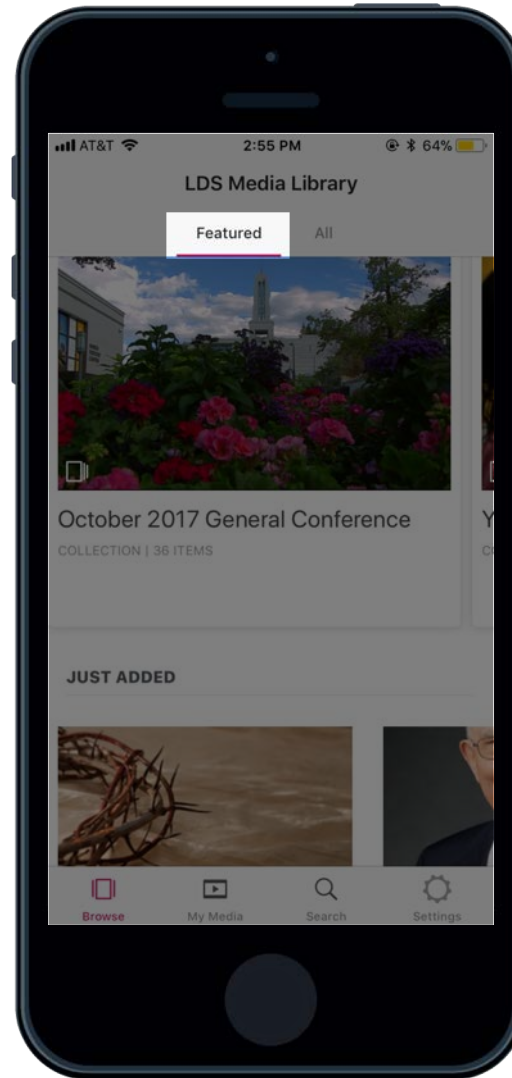 AT&T 2:55 PM 64%
LDS Media Library
Featured All
October 2017 General Conference Y
COLLECTION | 36 ITEMS
JUST ADDED
Browse My Media Search Settings